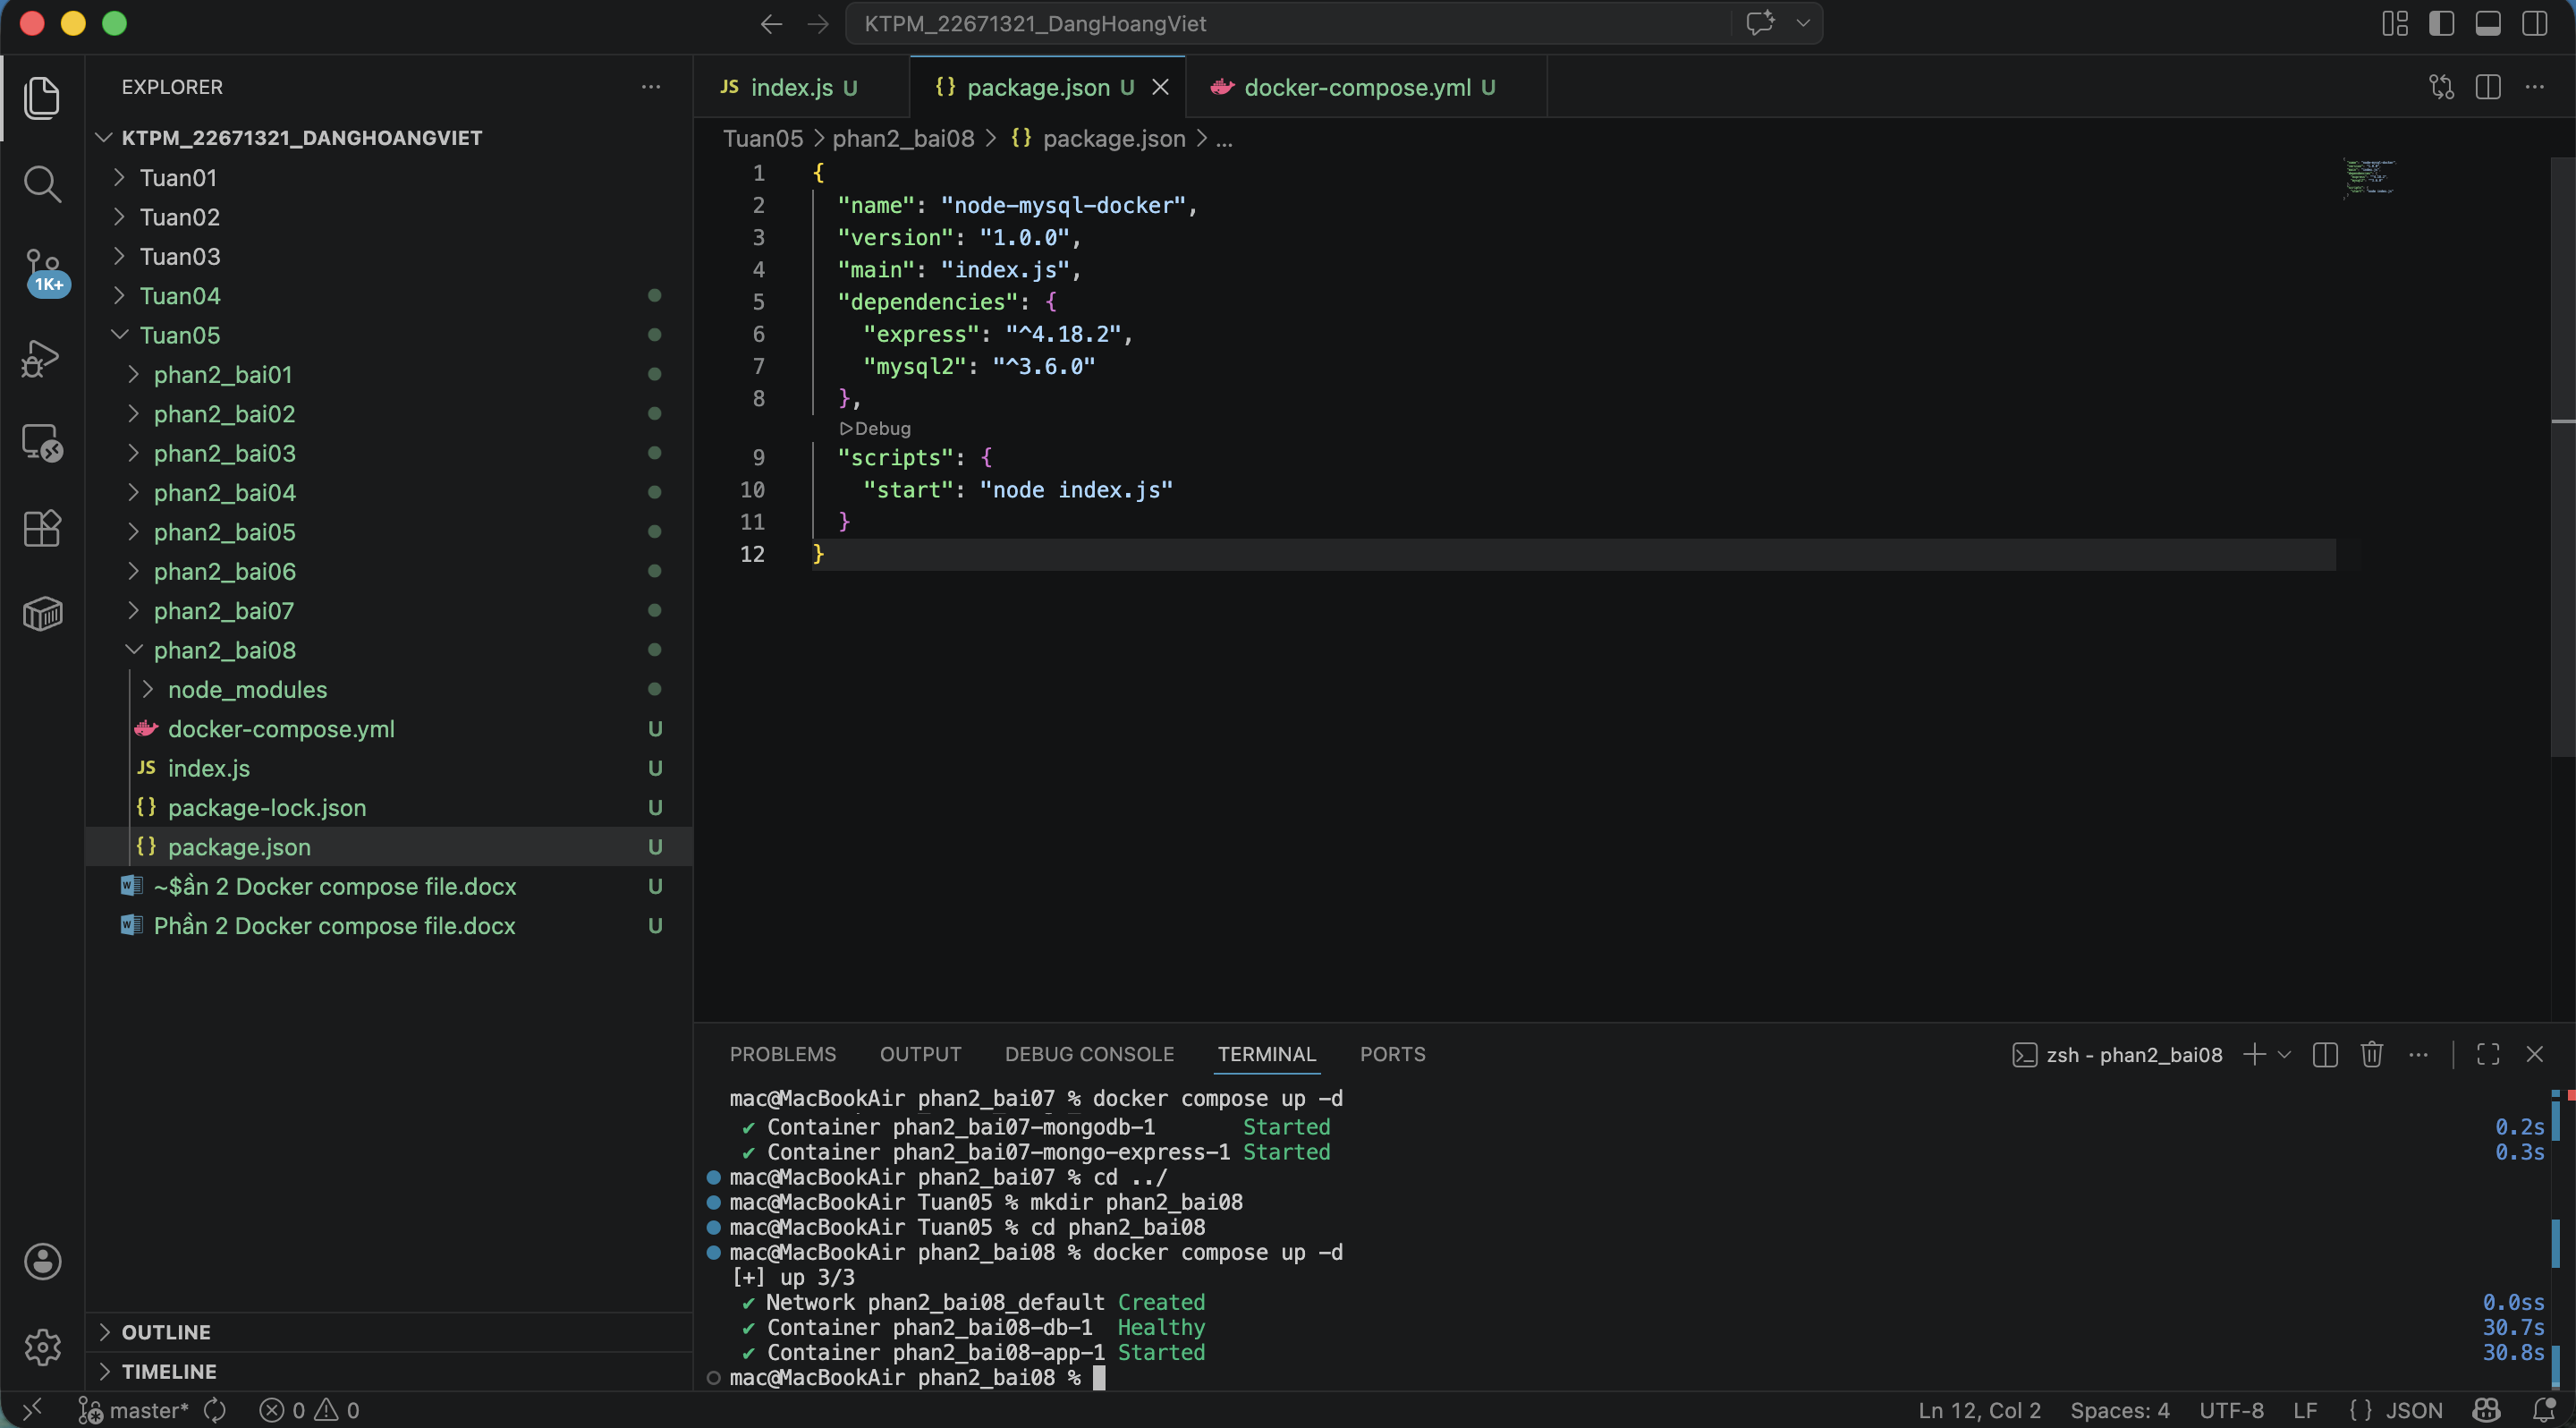 KTPM_22671321_DangHoangViet
EXPLORER
KTPM_22671321_DANGHOANGVIET
Tuan01
Tuan02
Tuan03
Tuan04
Tuan05
phan2_bai01
phan2_bai02
phan2_bai03
phan2_bai04
phan2_bai05
phan2_bai06
phan2_bai07
phan2_bai08
node_modules
docker-compose.yml U
JS index.js U
{} package-lock.json U
{} package.json U
~$ần 2 Docker compose file.docx U
Phần 2 Docker compose file.docx U
OUTLINE
TIMELINE
1K+
JS index.js U
{} package.json U
docker-compose.yml U
Tuan05 > phan2_bai08 > {} package.json > ...
1 {
2 "name": "node-mysql-docker",
3 "version": "1.0.0",
4 "main": "index.js",
5 "dependencies": {
6 "express": "^4.18.2",
7 "mysql2": "^3.6.0"
8 },
Debug
9 "scripts": {
10 "start": "node index.js"
11 }
12 }
PROBLEMS OUTPUT DEBUG CONSOLE TERMINAL PORTS
zsh - phan2_bai08
mac@MacBookAir phan2_bai07 % docker compose up -d
✔ Container phan2_bai07-mongodb-1 Started 0.2s
✔ Container phan2_bai07-mongo-express-1 Started 0.3s
mac@MacBookAir phan2_bai07 % cd ../
mac@MacBookAir Tuan05 % mkdir phan2_bai08
mac@MacBookAir Tuan05 % cd phan2_bai08
mac@MacBookAir phan2_bai08 % docker compose up -d
[+] up 3/3
✔ Network phan2_bai08_default Created 0.0ss
✔ Container phan2_bai08-db-1 Healthy 30.7s
✔ Container phan2_bai08-app-1 Started 30.8s
mac@MacBookAir phan2_bai08 %
master* 0 0
Ln 12, Col 2 Spaces: 4 UTF-8 LF {} JSON